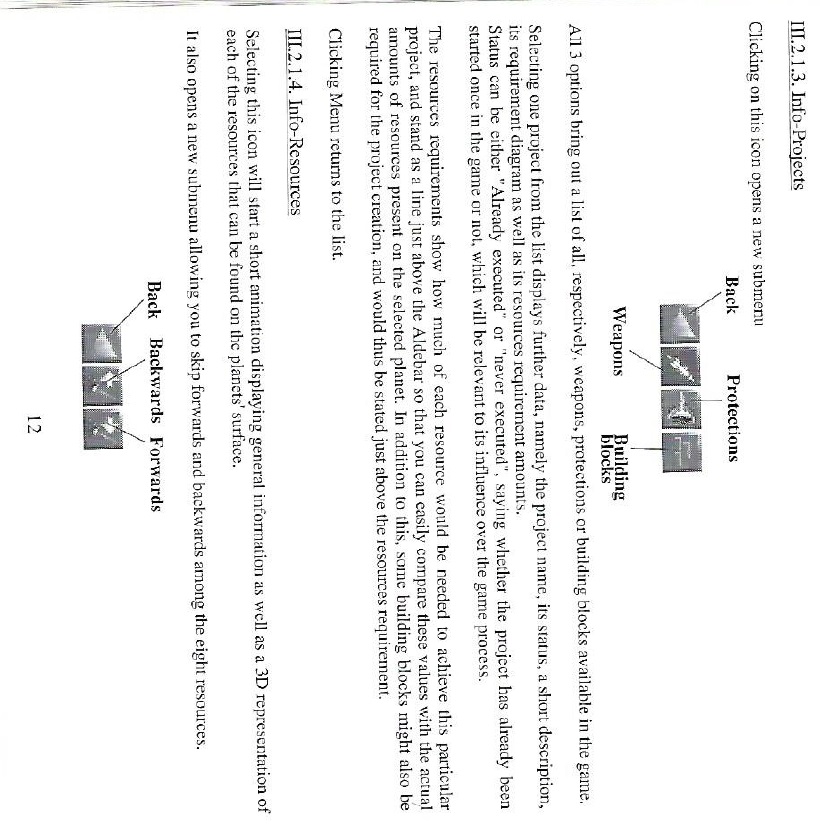 III.2.1.3. Info-Projects
Clicking on this icon opens a new submenu
Back Protections
Weapons Building
blocks
All 3 options bring out a list of all, respectively, weapons, protections or building blocks available in the game.
Selecting one project from the list displays further data, namely the project name, its status, a short description,
its requirement diagram as well as its resources requirement amounts.
Status can be either "Already executed" or "never executed", saying whether the project has already been
started once in the game or not, which will be relevant to its influence over the game process.
The resources requirements show how much of each resource would be needed to achieve this particular
project, and stand as a line just above the Aldebar so that you can easily compare these values with the actual
amounts of resources present on the selected planet. In addition to this, some building blocks might also be
required for the project creation, and would thus be stated just above the resources requirement.
Clicking Menu returns to the list.
III.2.1.4. Info-Resources
Selecting this icon will start a short animation displaying general information as well as a 3D representation of
each of the resources that can be found on the planets' surface.
It also opens a new submenu allowing you to skip forwards and backwards among the eight resources.
Back Backwards Forwards
12